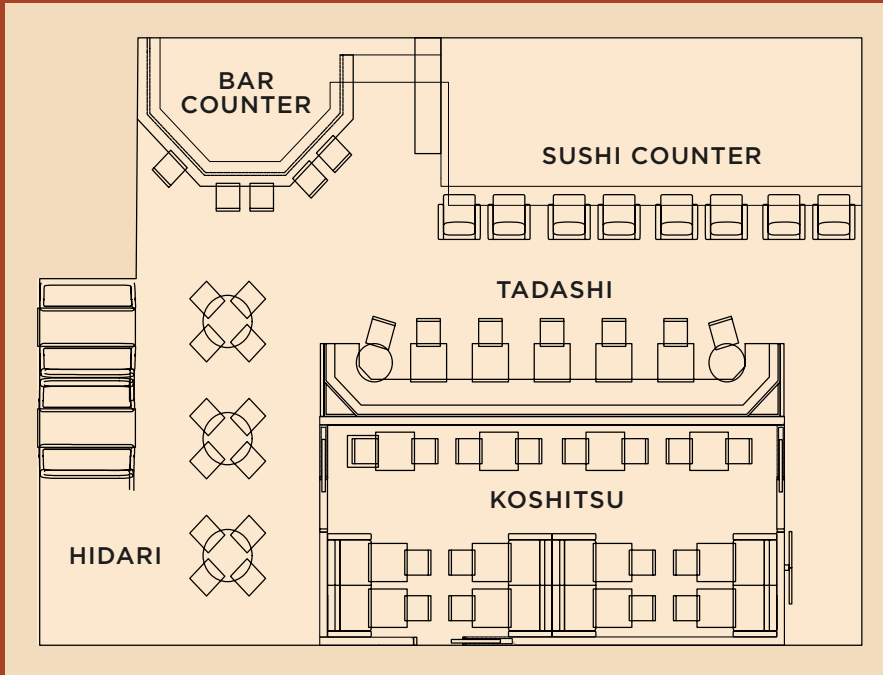 BAR
COUNTER
SUSHI COUNTER
TADASHI
KOSHITSU
HIDARI